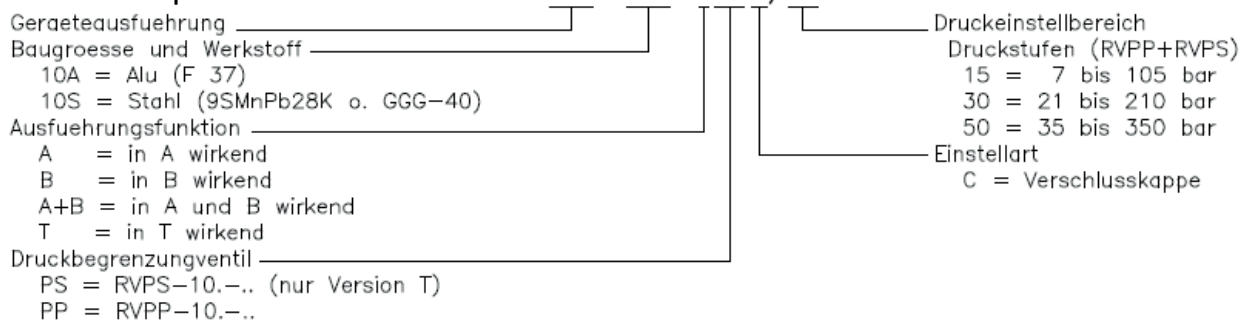 Geraeteausfuehrung
Baugroesse und Werkstoff
10A = Alu (F 37)
10S = Stahl (9SMnPb28K o. GGG-40)
Ausfuehrungsfunktion
A = in A wirkend
B = in B wirkend
A+B = in A und B wirkend
T = in T wirkend
Druckbegrenzungventil
PS = RVPS-10.-.. (nur Version T)
PP = RVPP-10.-..
Druckeinstellbereich
Druckstufen (RVPP+RVPS)
15 = 7 bis 105 bar
30 = 21 bis 210 bar
50 = 35 bis 350 bar
Einstellart
C = Verschlusskappe